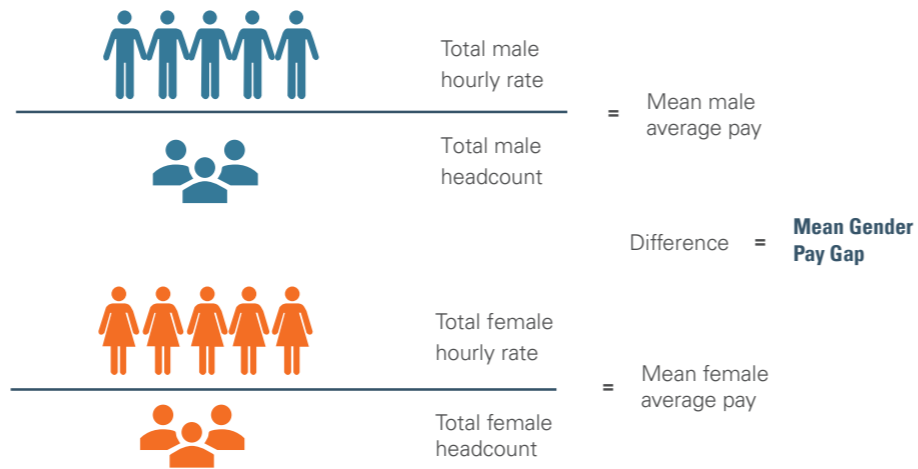 Total male
hourly rate
=
Mean male
average pay
Total male
headcount
Difference = Mean Gender
Pay Gap
Total female
hourly rate
=
Mean female
average pay
Total female
headcount